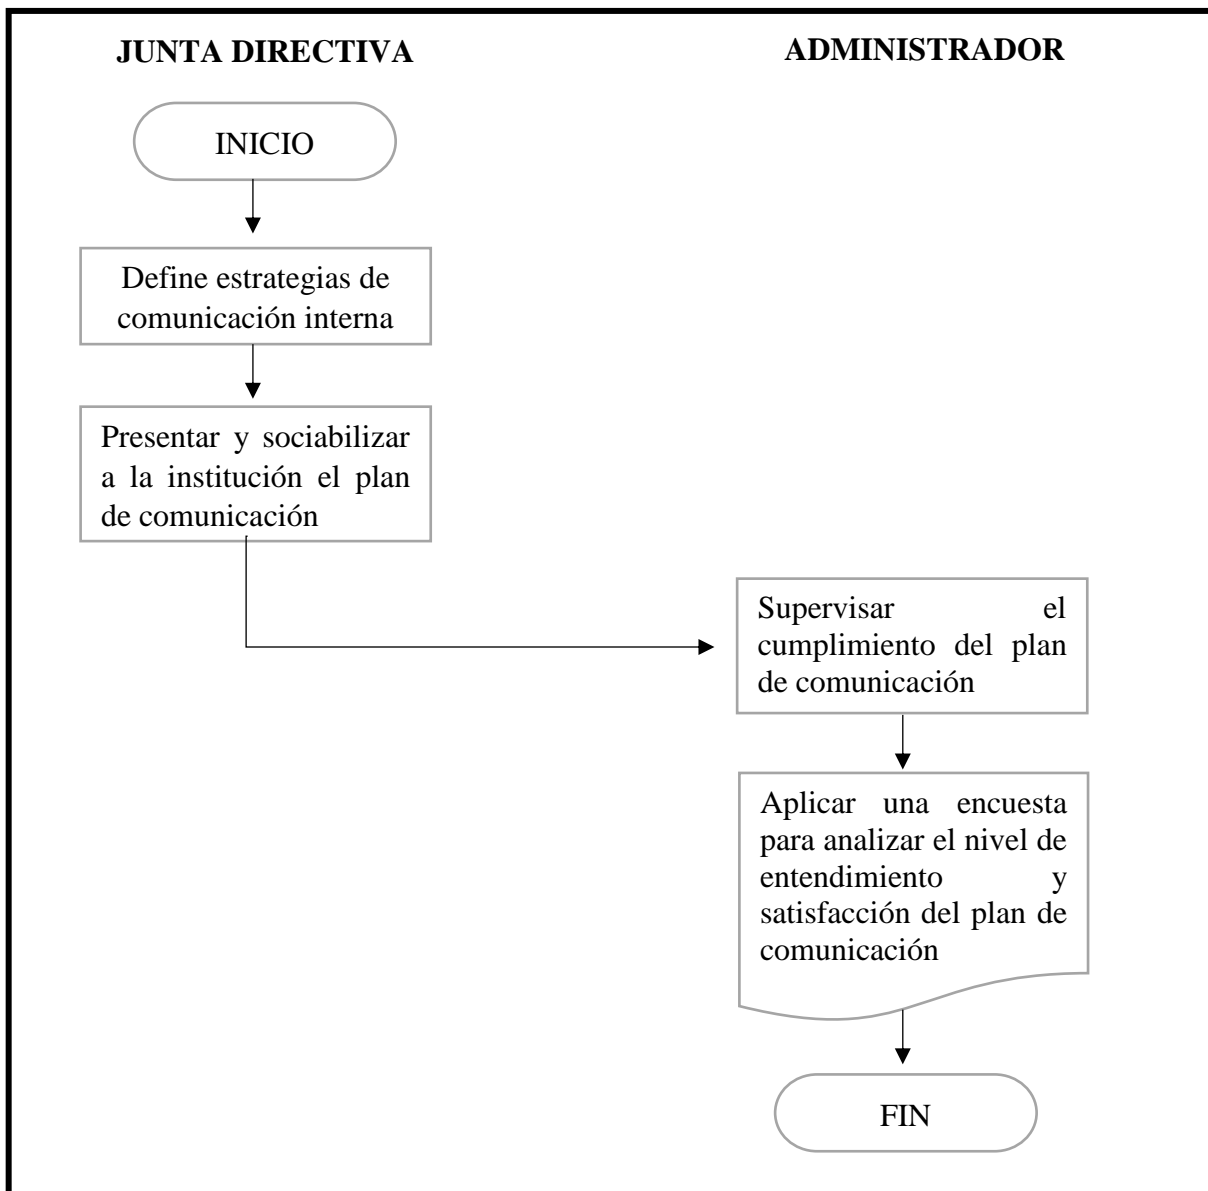 JUNTA DIRECTIVA
ADMINISTRADOR
INICIO
Define estrategias de
comunicación interna
Presentar y sociabilizar
a la institución el plan
de comunicación
Supervisar el
cumplimiento del plan
de comunicación
Aplicar una encuesta
para analizar el nivel de
entendimiento y
satisfacción del plan de
comunicación
FIN